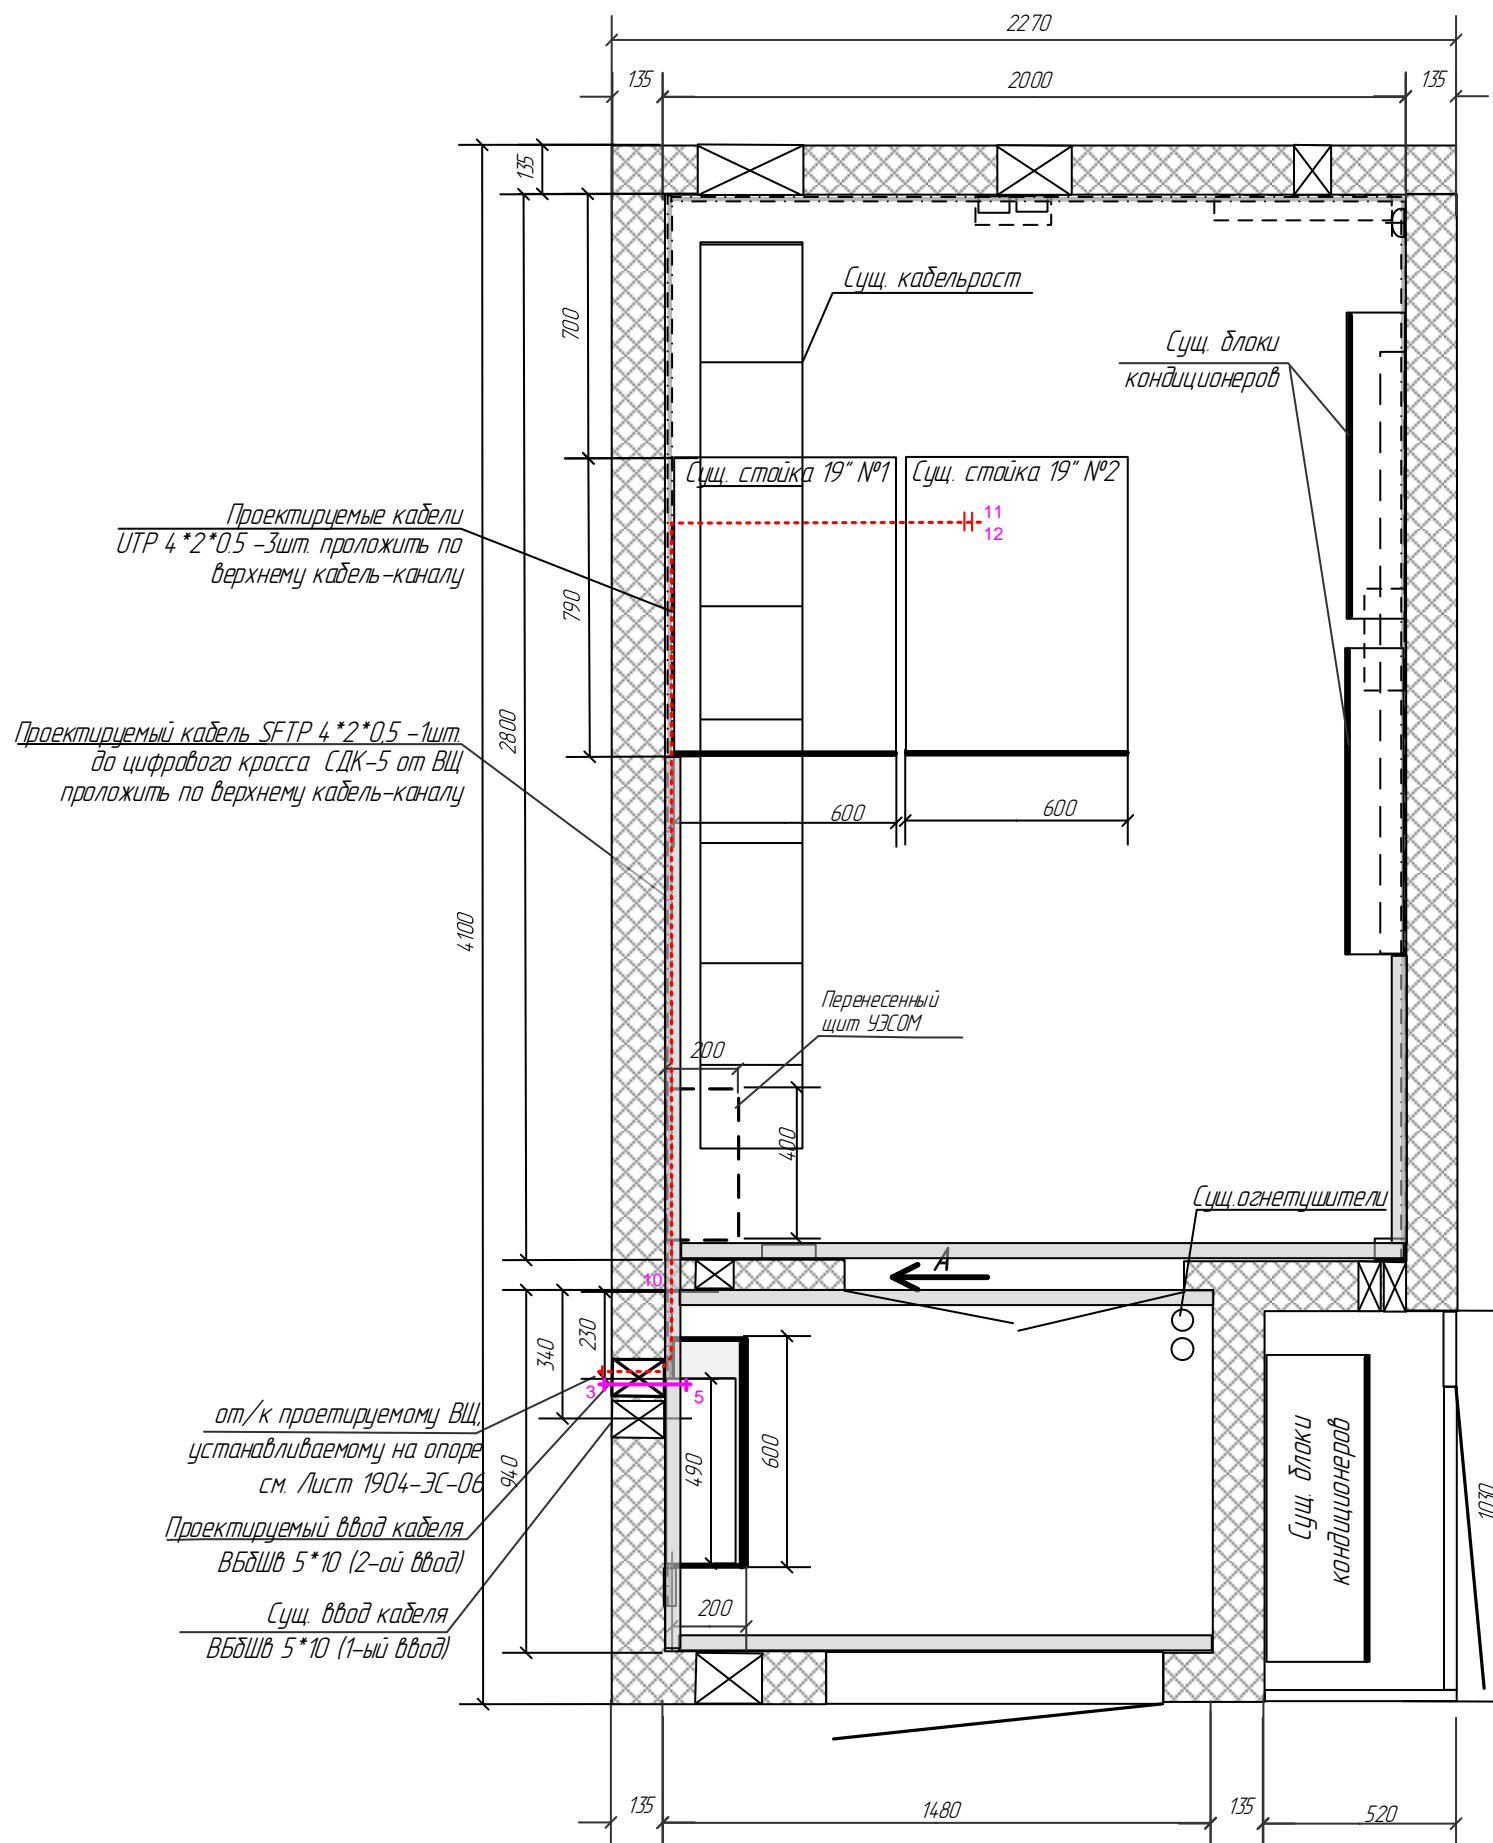 2270
135
2000
135
135
Сущ. кабельрост
700
Сущ. блоки
кондиционеров
Сущ. стойка 19" №1
Сущ. стойка 19" №2
Проектируемые кабели
UTP 4*2*0.5 -3шт. проложить по
верхнему кабель-каналу
11
12
790
Проектируемый кабель SFTP 4*2*0,5 -1шт.
до цифрового кросса СДК-5 от ВЩ
проложить по верхнему кабель-каналу
2800
600
600
4100
Перенесенный
щит УЭСОМ
200
400
Сущ.огнетушители
А
10
230
340
3
5
от/к проетируемому ВЩ,
устанавливаемому на опоре
см. Лист 1904-ЭС-06
940
490
600
Сущ. блоки
кондиционеров
1030
Проектируемый ввод кабеля
ВБбШв 5*10 (2-ой ввод)
Сущ. ввод кабеля
ВБбШв 5*10 (1-ый ввод)
200
135
1480
135
520